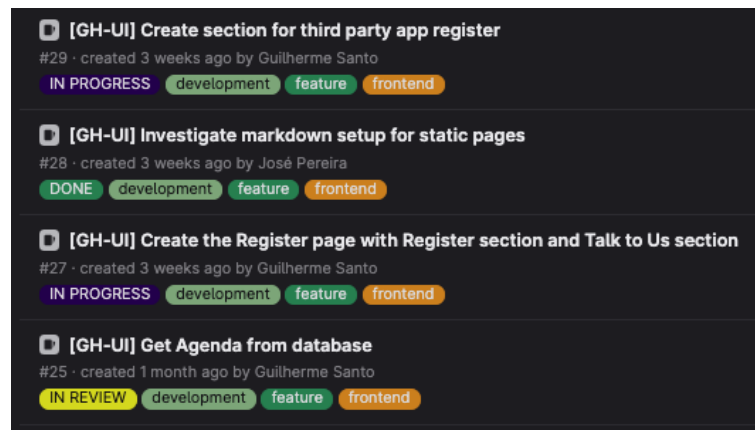 [GH-UI] Create section for third party app register
#29 · created 3 weeks ago by Guilherme Santo
IN PROGRESS development feature frontend
[GH-UI] Investigate markdown setup for static pages
#28 · created 3 weeks ago by José Pereira
DONE development feature frontend
[GH-UI] Create the Register page with Register section and Talk to Us section
#27 · created 3 weeks ago by Guilherme Santo
IN PROGRESS development feature frontend
[GH-UI] Get Agenda from database
#25 · created 1 month ago by Guilherme Santo
IN REVIEW development feature frontend